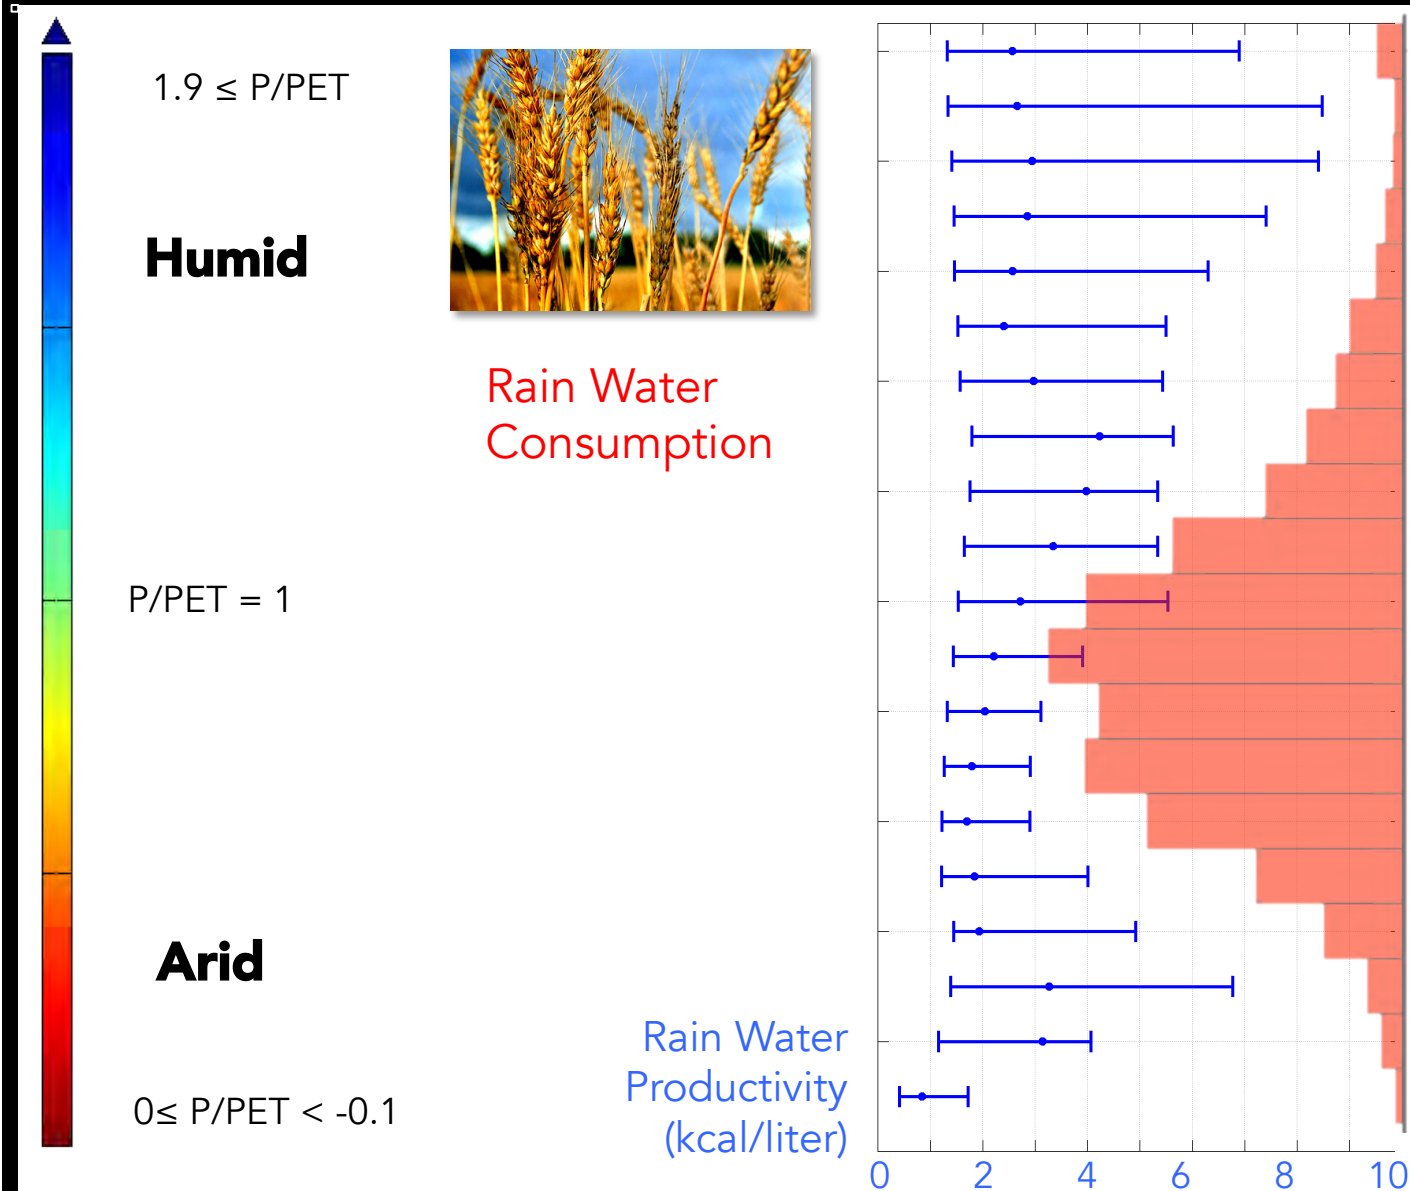 1.9 ≤ P/PET
Humid
Rain Water
Consumption
P/PET = 1
Arid
Rain Water
Productivity
(kcal/liter)
0≤ P/PET < -0.1
0 2 4 6 8 10